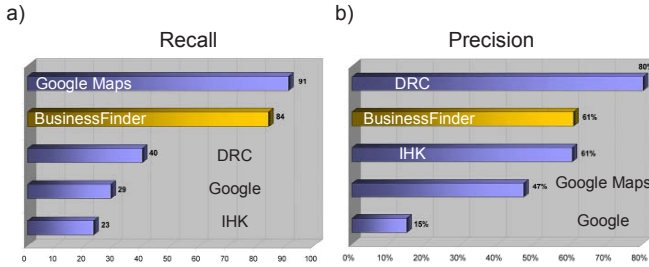 a)
Recall
Google Maps 91
BusinessFinder 84
40 DRC
29 Google
23 IHK
0 10 20 30 40 50 60 70 80 90 100
b)
Precision
80%
DRC
BusinessFinder 61%
IHK 61%
47% Google Maps
15% Google
0% 10% 20% 30% 40% 50% 60% 70% 80%